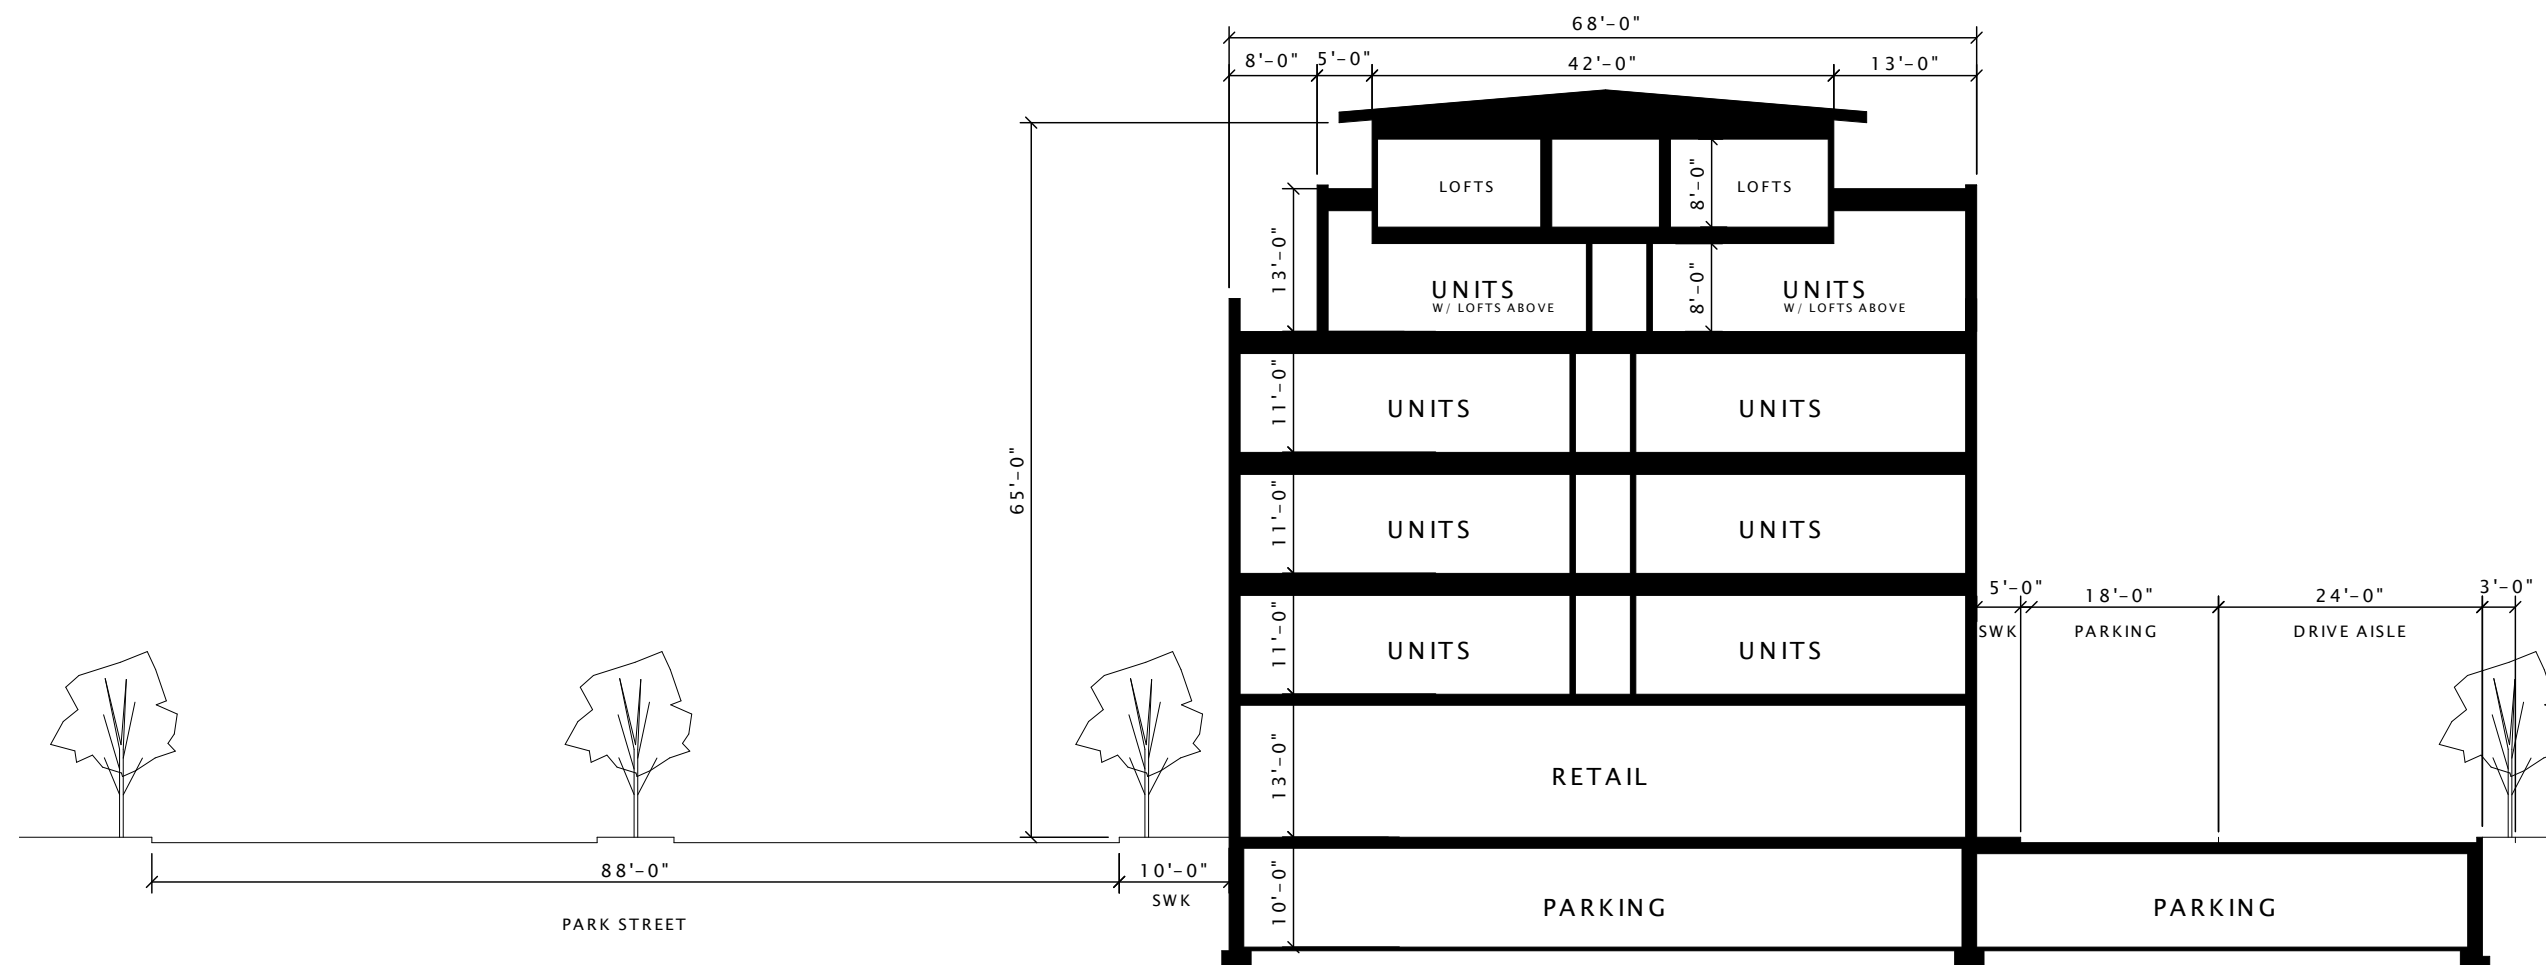 68'-0"
8'-0" 5'-0" 42'-0" 13'-0"
LOFTS 8'-0" LOFTS
13'-0"
UNITS
W/ LOFTS ABOVE
8'-0"
UNITS
W/ LOFTS ABOVE
11'-0" UNITS UNITS
65'-0"
11'-0" UNITS UNITS
5'-0" 18'-0" 24'-0" 3'-0"
SWK PARKING DRIVE AISLE
11'-0" UNITS UNITS
13'-0" RETAIL
88'-0" 10'-0"
SWK
PARK STREET
10'-0" PARKING PARKING